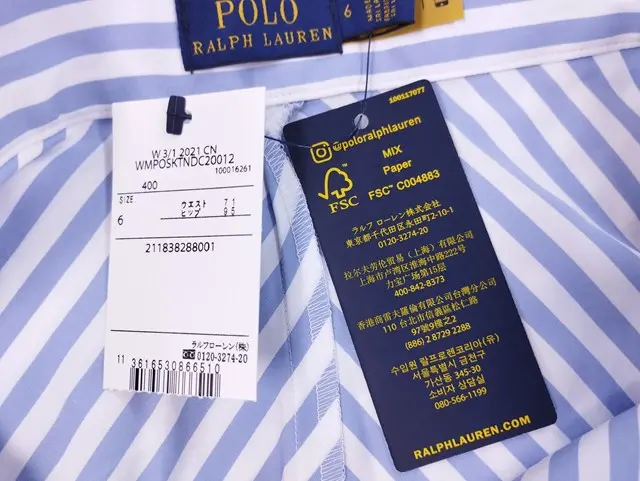 POLO
RALPH LAUREN
6
W 3/1 2021 CN
WMPOSKTNDC20012
100016261
400
SIZE
6
ウエスト 71
ヒップ 95
211838288001
ラルフローレン(株)
0120-3274-20
11 3616530866510
100117077
@poloralphlauren
MIX
Paper
FSC™ C004883
FSC
ラルフ ローレン株式会社
東京都千代田区永田町2-10-1
0120-3274-20
拉尔夫劳伦贸易（上海）有限公司
上海市卢湾区淮海中路
力宝广场第15层
400-842-8373
香港商雷夫羅倫有限公司台灣分公司
110 台北市信義區松仁路
97號9樓之2
(886) 2 8729 2288
수입원 랄프로렌코리아(유)
서울특별시 금천구
가산동 345-30
소비자 상담실
080-566-1199
RALPHLAUREN.COM